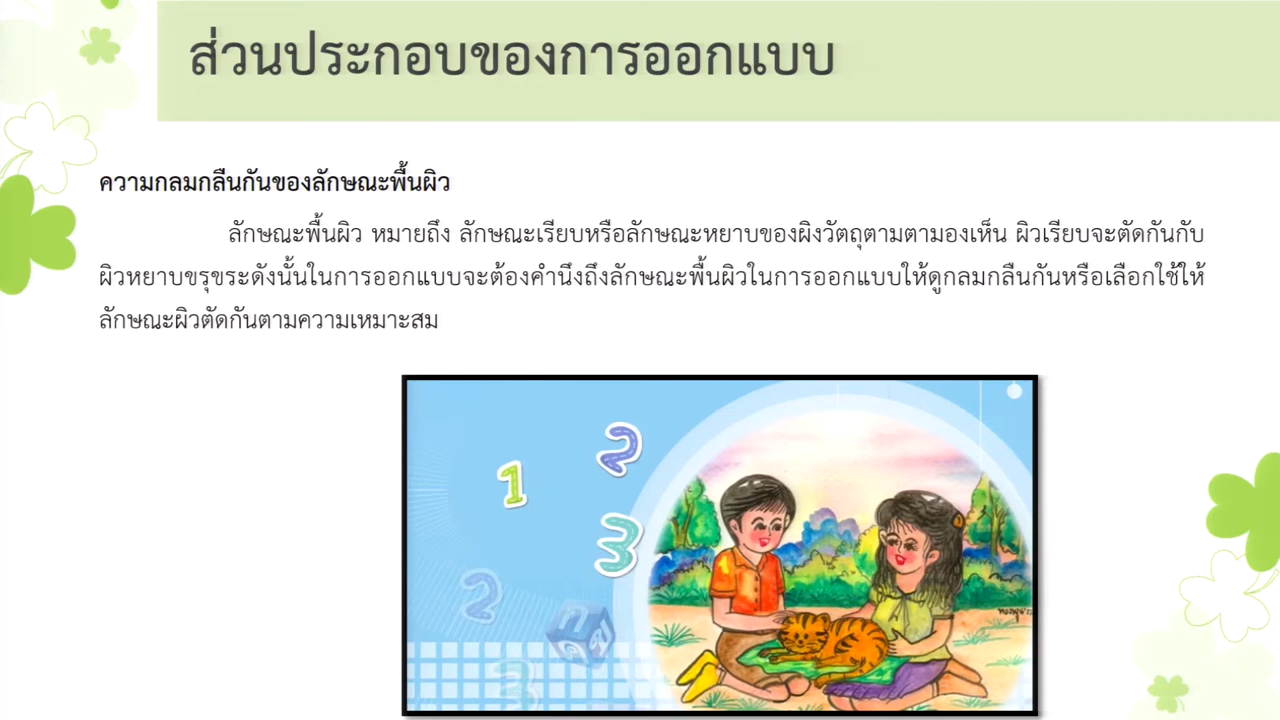 ส่วนประกอบของการออกแบบ
ความกลมกลืนกันของลักษณะพื้นผิว
ลักษณะพื้นผิว หมายถึง ลักษณะเรียบหรือลักษณะหยาบของผิงวัตถุตามตามองเห็น ผิวเรียบจะตัดกันกับ
ผิวหยาบขรุขระดังนั้นในการออกแบบจะต้องคำนึงถึงลักษณะพื้นผิวในการออกแบบให้ดูกลมกลืนกันหรือเลือกใช้ให้
ลักษณะผิวตัดกันตามความเหมาะสม
2
1
3
2
3